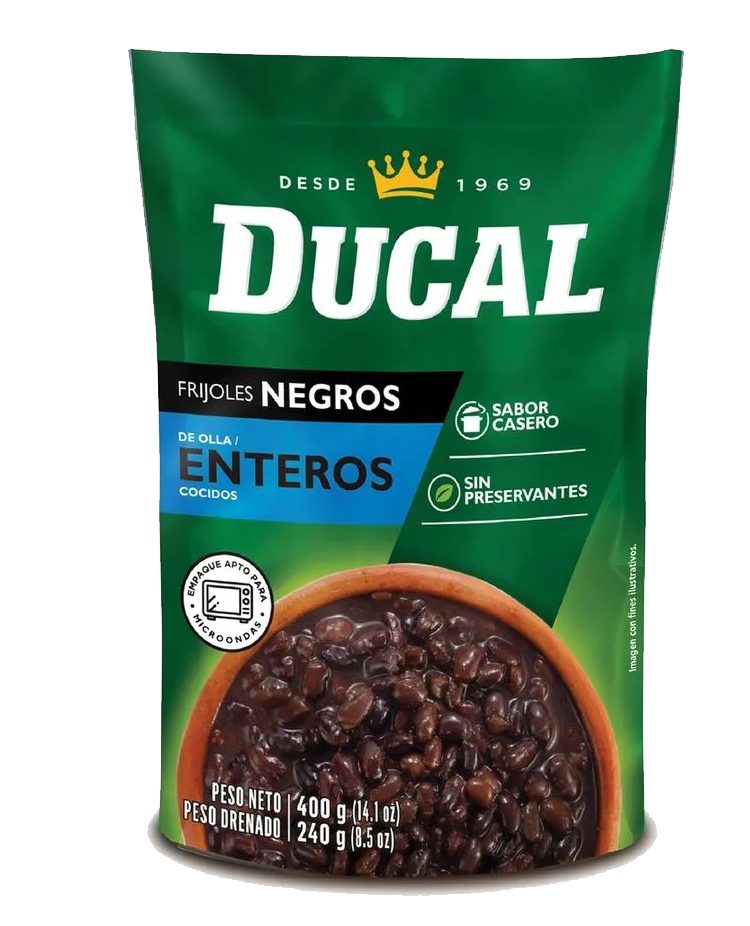 DESDE 1969
DUCAL
FRIJOLES NEGROS
DE OLLA /
ENTEROS
COCIDOS
SABOR
CASERO
SIN
PRESERVANTES
EMPAQUE APTO PARA
• MICROONDAS •
Imagen con fines ilustrativos.
PESO NETO 400 g (14.1 oz)
PESO DRENADO 240 g (8.5 oz)